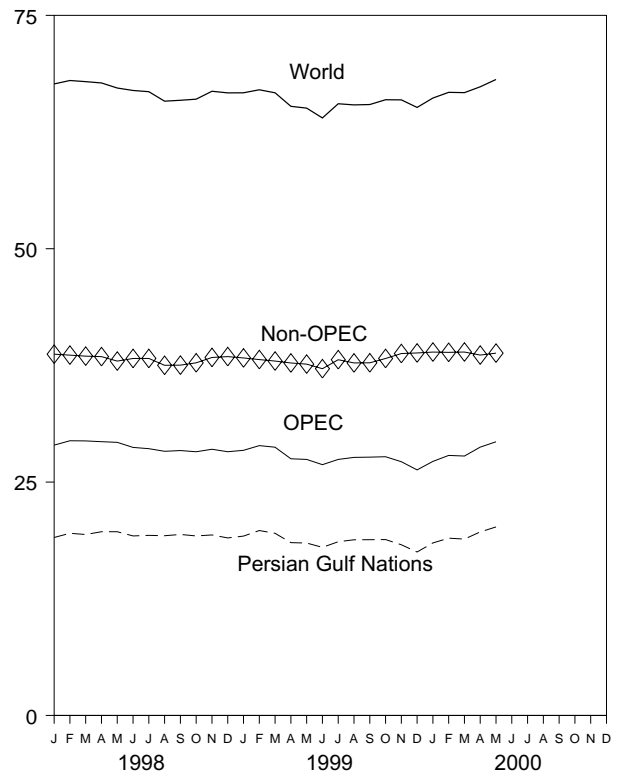 75
World
50
Non-OPEC
OPEC
25
Persian Gulf Nations
0
J F M A M J J A S O N D J F M A M J J A S O N D J F M A M J J A S O N D
1998 1999 2000